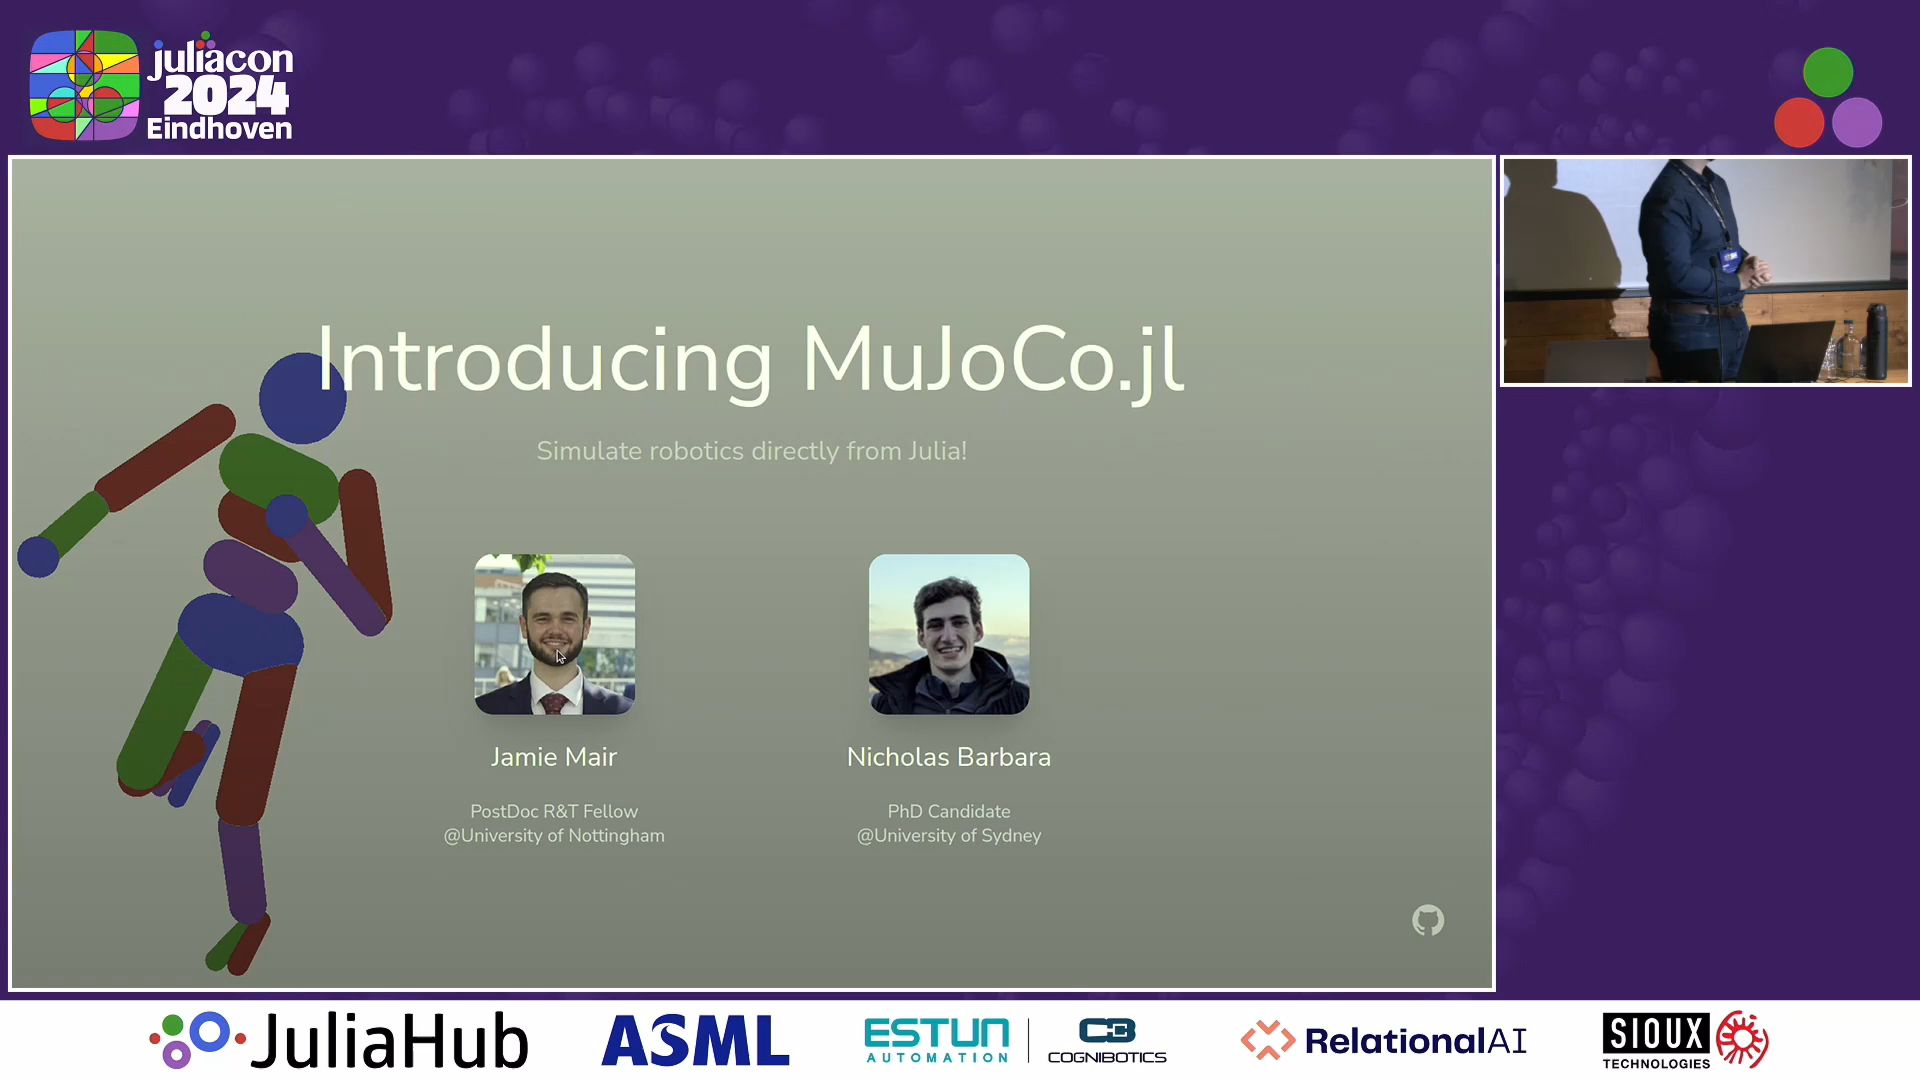 juliacon
2024
Eindhoven
Introducing MuJoCo.jl
Simulate robotics directly from Julia!
Jamie Mair
PostDoc R&T Fellow
@University of Nottingham
Nicholas Barbara
PhD Candidate
@University of Sydney
JuliaHub
ASML
ESTUN
AUTOMATION
COGNIBOTICS
RelationalAI
SIOUX
TECHNOLOGIES